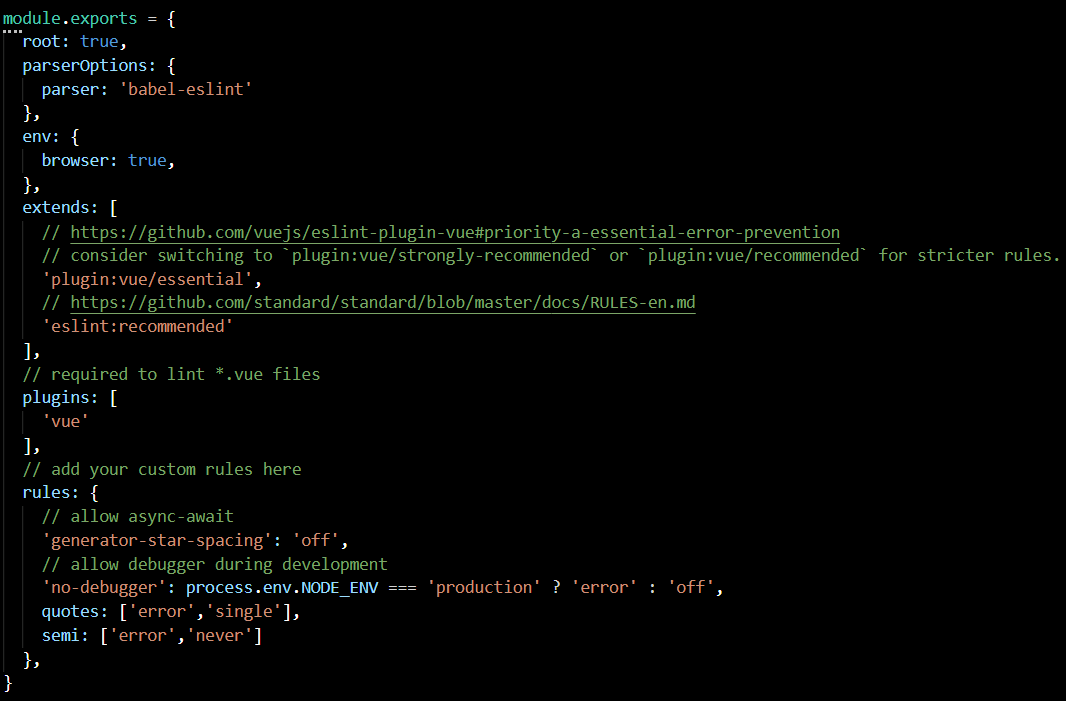 module.exports = {
  root: true,
  parserOptions: {
    parser: 'babel-eslint'
  },
  env: {
    browser: true,
  },
  extends: [
    // https://github.com/vuejs/eslint-plugin-vue#priority-a-essential-error-prevention
    // consider switching to `plugin:vue/strongly-recommended` or `plugin:vue/recommended` for stricter rules.
    'plugin:vue/essential',
    // https://github.com/standard/standard/blob/master/docs/RULES-en.md
    'eslint:recommended'
  ],
  // required to lint *.vue files
  plugins: [
    'vue'
  ],
  // add your custom rules here
  rules: {
    // allow async-await
    'generator-star-spacing': 'off',
    // allow debugger during development
    'no-debugger': process.env.NODE_ENV === 'production' ? 'error' : 'off',
    quotes: ['error','single'],
    semi: ['error','never']
  },
}